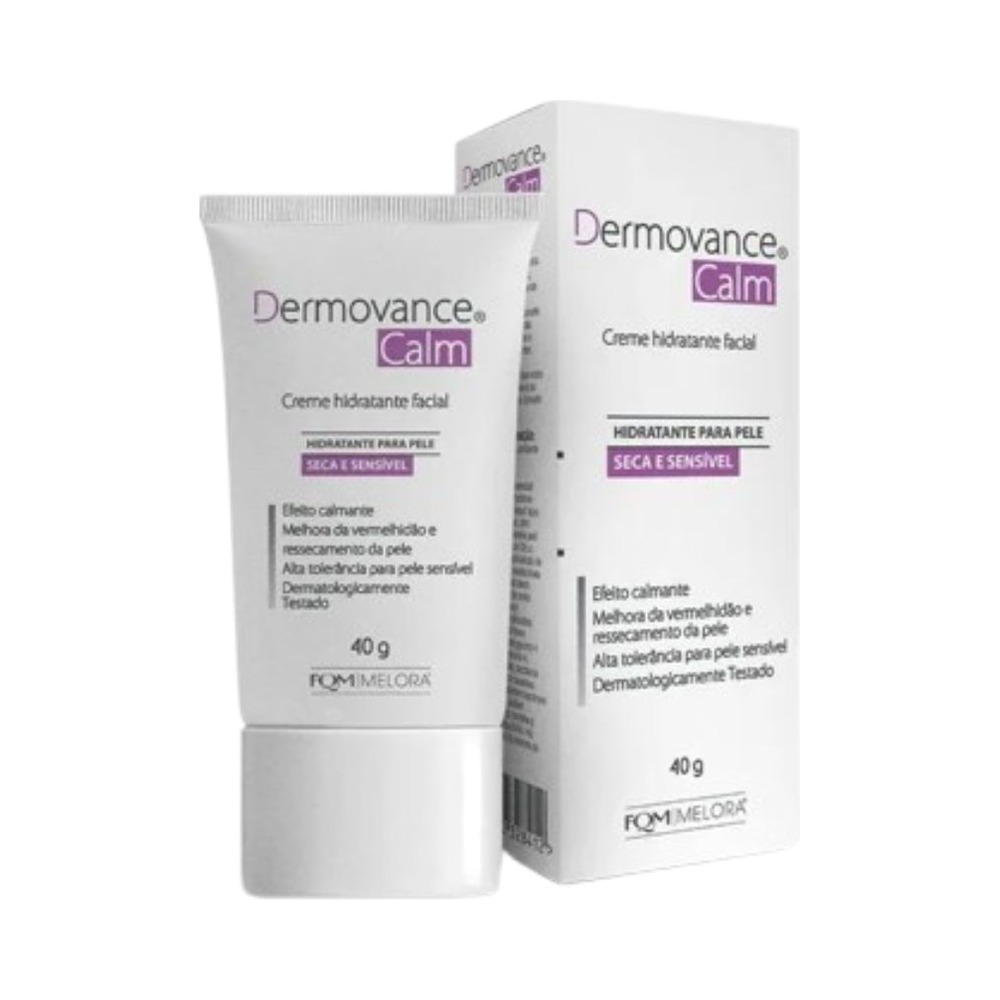 Dermovance®
Calm
Creme hidratante facial
HIDRATANTE PARA PELE
SECA E SENSÍVEL
Efeito calmante
Melhora da vermelhidão e
ressecamento da pele
Alta tolerância para pele sensível
Dermatologicamente
Testado
40 g
FQM|MELORA
Dermovance®
Calm
Dermovance®
Calm
Creme hidratante facial
HIDRATANTE PARA PELE
SECA E SENSÍVEL
Efeito calmante
Melhora da vermelhidão e
ressecamento da pele
Alta tolerância para pele sensível
Dermatologicamente Testado
40 g
FQM|MELORA